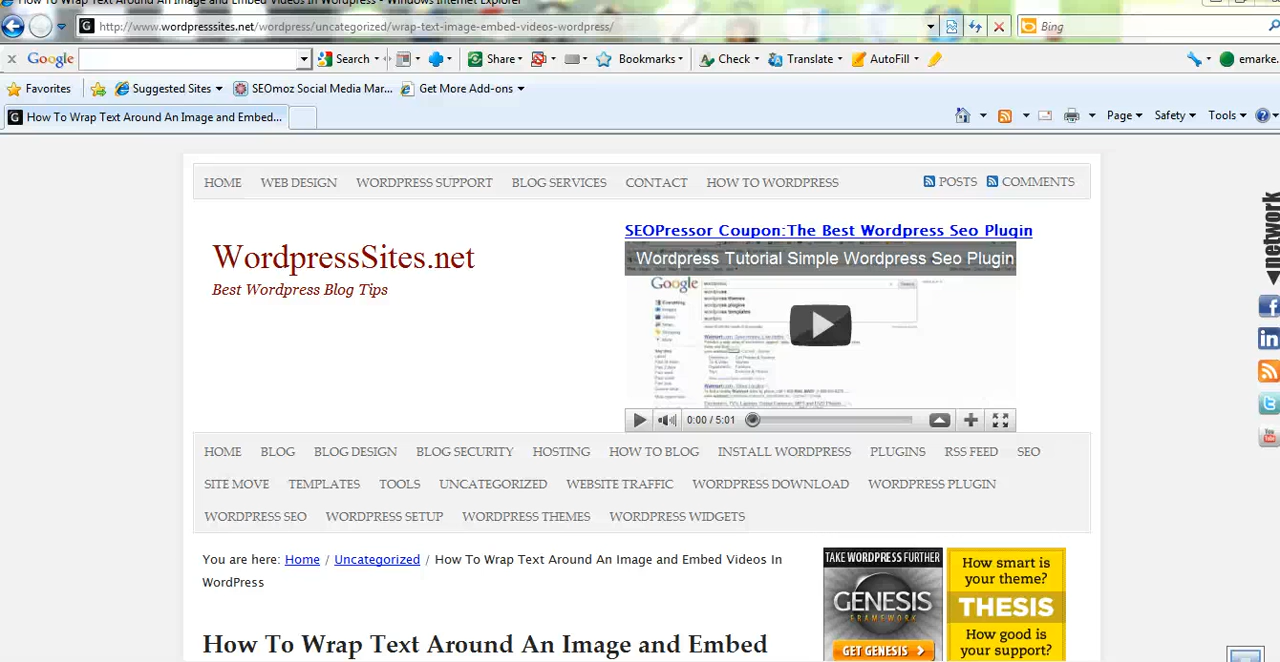 How To Wrap Text Around An Image and Embed Videos In WordPress - Windows Internet Explorer
G http://www.wordpresssites.net/wordpress/uncategorized/wrap-text-image-embed-videos-wordpress/ Bing
x Google Search Share Bookmarks Check Translate AutoFill emarke.
Favorites Suggested Sites SEOmoz Social Media Mar... Get More Add-ons
G How To Wrap Text Around An Image and Embed... Page Safety Tools
HOME WEB DESIGN WORDPRESS SUPPORT BLOG SERVICES CONTACT HOW TO WORDPRESS POSTS COMMENTS
network
SEOPressor Coupon:The Best Wordpress Seo Plugin
WordpressSites.net
Best Wordpress Blog Tips
Wordpress Tutorial Simple Wordpress Seo Plugin
Google
0:00 / 5:01
HOME BLOG BLOG DESIGN BLOG SECURITY HOSTING HOW TO BLOG INSTALL WORDPRESS PLUGINS RSS FEED SEO
SITE MOVE TEMPLATES TOOLS UNCATEGORIZED WEBSITE TRAFFIC WORDPRESS DOWNLOAD WORDPRESS PLUGIN
WORDPRESS SEO WORDPRESS SETUP WORDPRESS THEMES WORDPRESS WIDGETS
You are here: Home / Uncategorized / How To Wrap Text Around An Image and Embed Videos In
WordPress
TAKE WORDPRESS FURTHER
GENESIS
FRAMEWORK
GET GENESIS
How smart is
your theme?
THESIS
How good is
your support?
How To Wrap Text Around An Image and Embed